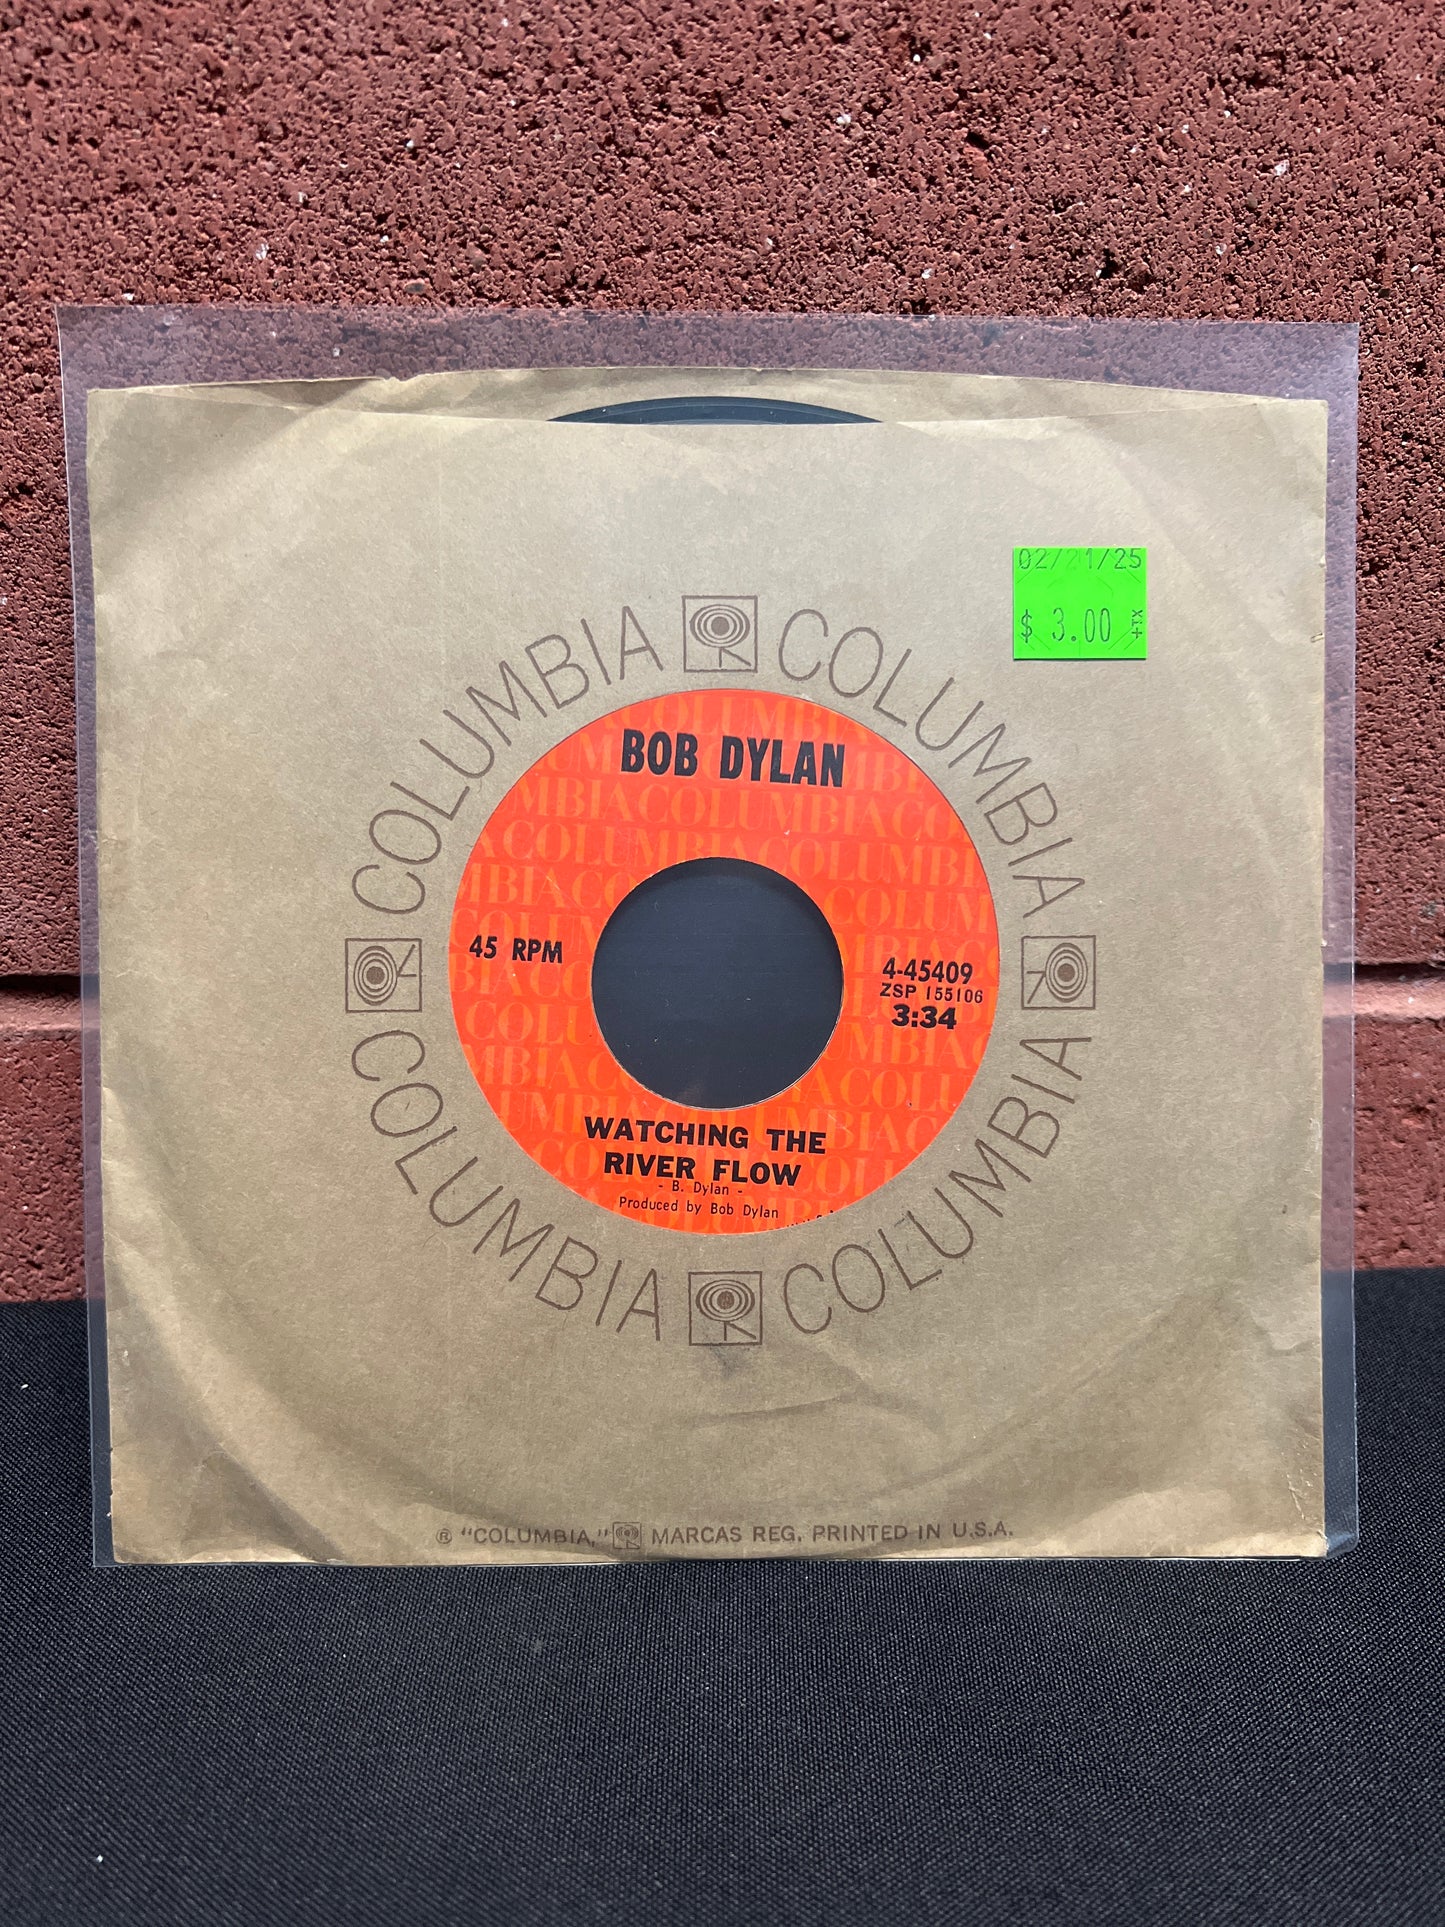 02/21/25
$ 3.00 +TX
COLUMBIA COLUMBIA
COLUMBIA COLUMBIA
BOB DYLAN
45 RPM
4-45409
ZSP 155106
3:34
WATCHING THE
RIVER FLOW
- B. Dylan -
Produced by Bob Dylan
® "COLUMBIA," MARCAS REG. PRINTED IN U.S.A.